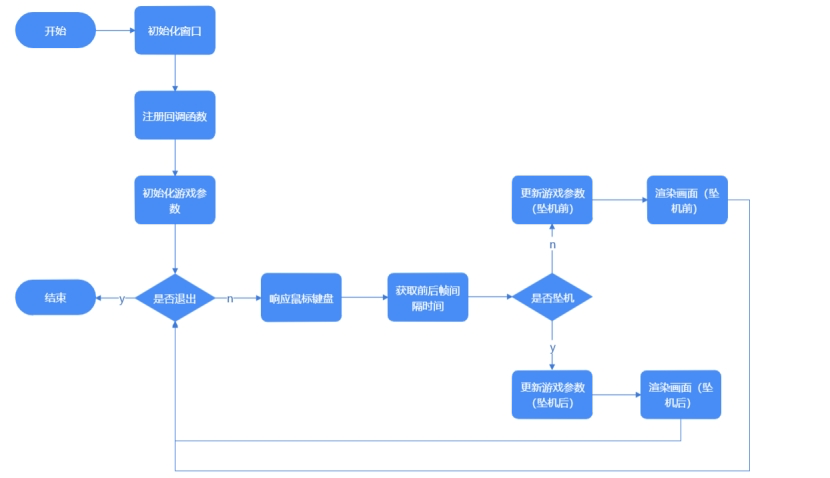 开始
初始化窗口
注册回调函数
初始化游戏参
数
更新游戏参数
(坠机前)
渲染画面（坠
机前）
n
结束
y
是否退出
n
响应鼠标键盘
获取前后帧间
隔时间
是否坠机
y
更新游戏参数
(坠机后)
渲染画面（坠
机后）